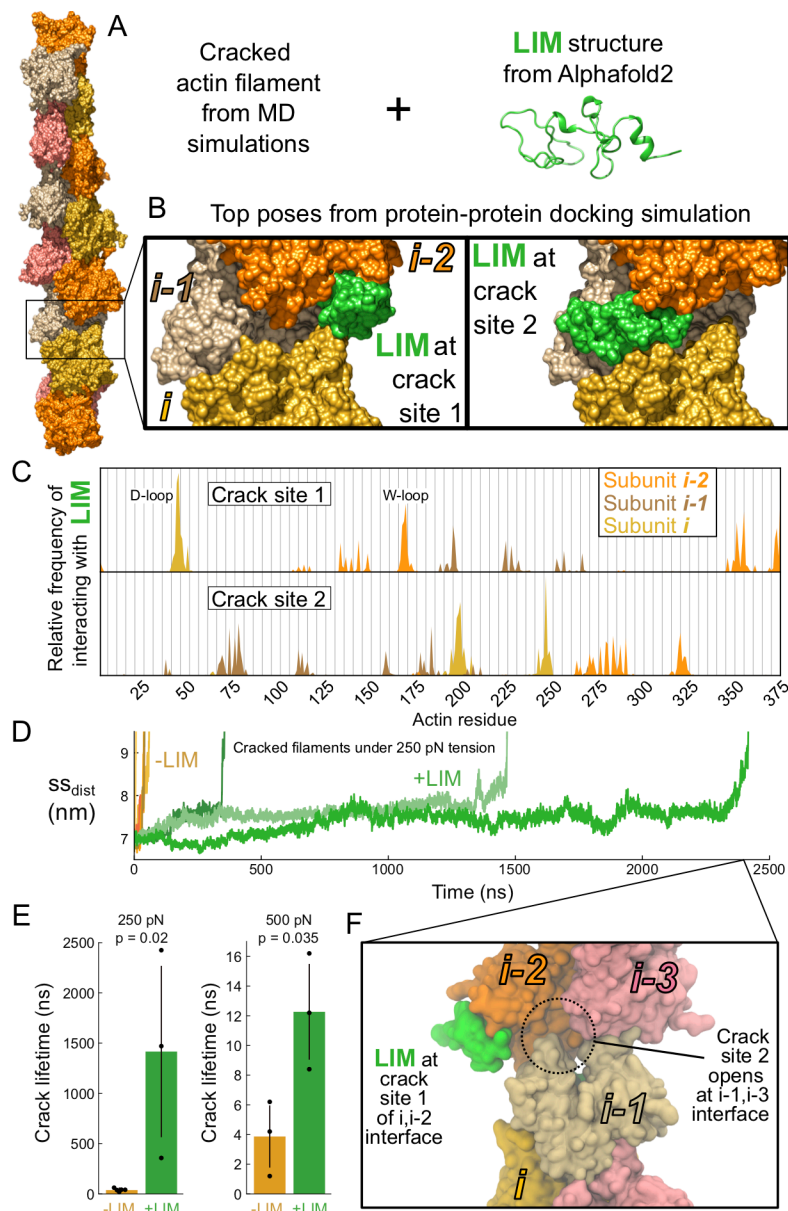 A
Cracked
actin filament
from MD
simulations
+
LIM structure
from Alphafold2
B
Top poses from protein-protein docking simulation
i-1
i-2
i
LIM at
crack
site 1
LIM at
crack
site 2
C
Relative frequency of
interacting with LIM
D-loop
Crack site 1
W-loop
Subunit i-2
Subunit i-1
Subunit i
Crack site 2
25 50 75 100 125 150 175 200 225 250 275 300 325 350 375
Actin residue
D
ssdist
(nm)
9
8
7
-LIM
Cracked filaments under 250 pN tension
+LIM
0 500 1000 1500 2000 2500
Time (ns)
E
250 pN
p = 0.02
Crack lifetime (ns)
2500
2000
1500
1000
500
0
-LIM +LIM
500 pN
p = 0.035
Crack lifetime (ns)
16
14
12
10
8
6
4
2
0
-LIM +LIM
F
i-2
i-3
LIM at
crack
site 1
of i,i-2
interface
i-1
i
Crack
site 2
opens
at i-1,i-3
interface